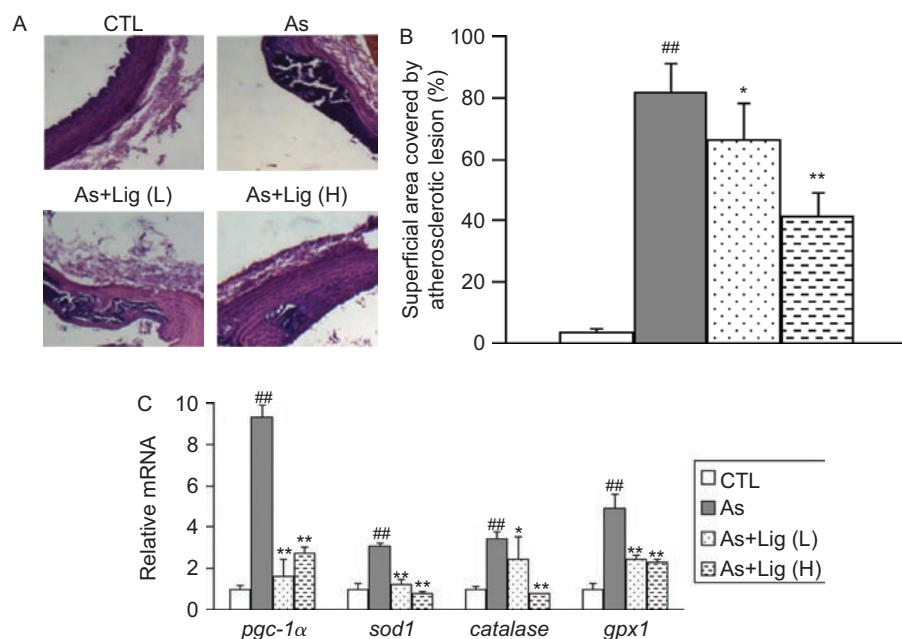 A
CTL
As
As+Lig (L)
As+Lig (H)
B
Superficial area covered by
atherosclerotic lesion (%)
100
80
60
40
20
0
##
*
**
C
Relative mRNA
10
8
6
4
2
0
##
**
**
##
**
**
##
*
**
##
**
**
pgc-1α
sod1
catalase
gpx1
CTL
As
As+Lig (L)
As+Lig (H)